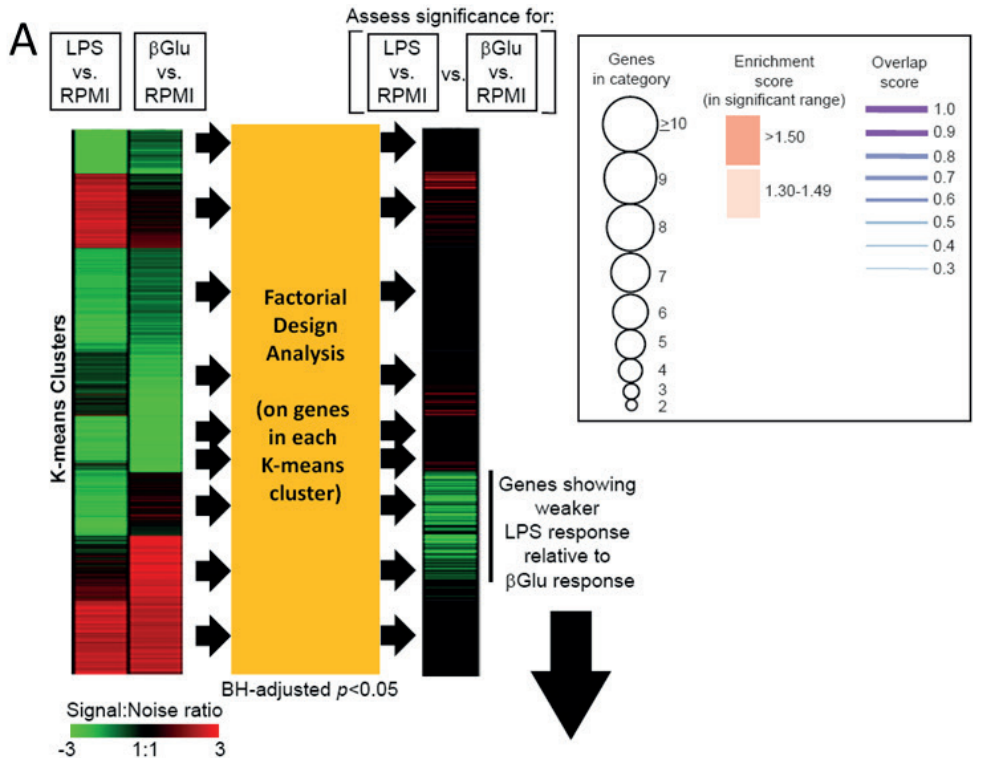 A
LPS
vs.
RPMI
βGlu
vs.
RPMI
Assess significance for:
LPS
vs.
RPMI
vs.
βGlu
vs.
RPMI
K-means Clusters
Factorial
Design
Analysis
(on genes
in each
K-means
cluster)
BH-adjusted p<0.05
Genes showing
weaker
LPS response
relative to
βGlu response
Signal:Noise ratio
-3 1:1 3
Genes
in category
≥10
9
8
7
6
5
4
3
2
Enrichment
score
(in significant range)
>1.50
1.30-1.49
Overlap
score
1.0
0.9
0.8
0.7
0.6
0.5
0.4
0.3